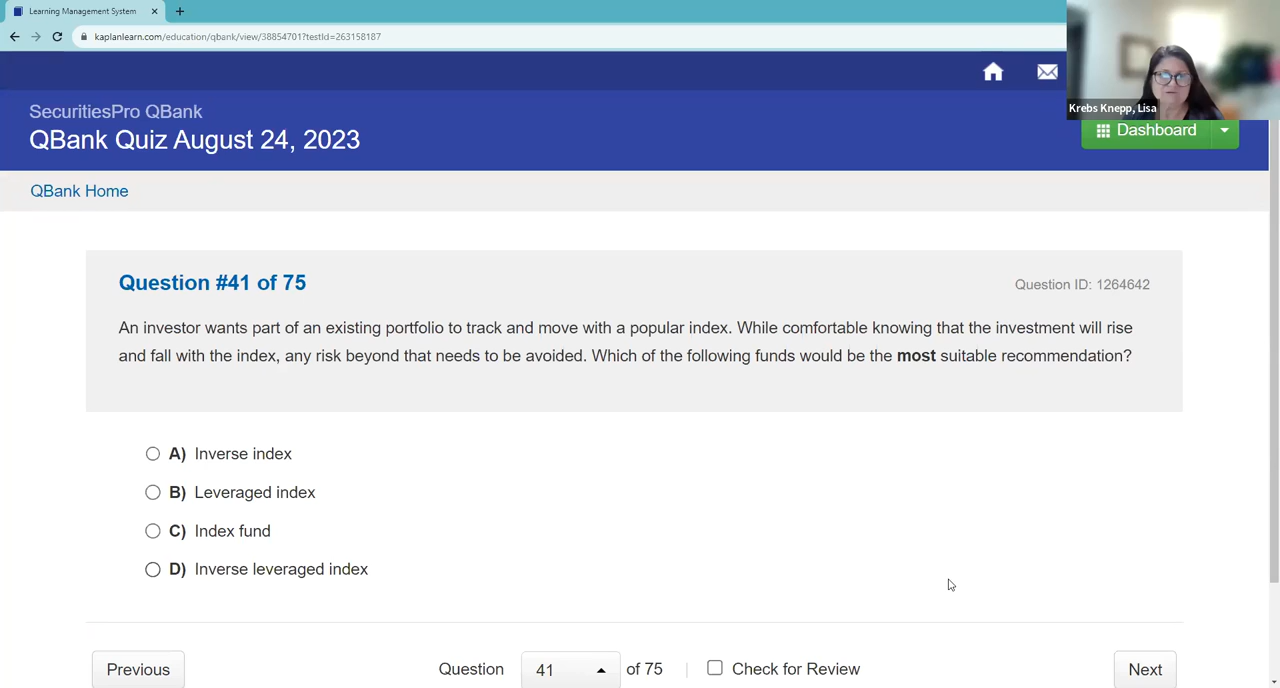 Learning Management System
kaplanlearn.com/education/qbank/view/38854701?testId=263158187
Krebs Knepp, Lisa
SecuritiesPro QBank
QBank Quiz August 24, 2023
Dashboard
QBank Home
Question #41 of 75
Question ID: 1264642
An investor wants part of an existing portfolio to track and move with a popular index. While comfortable knowing that the investment will rise
and fall with the index, any risk beyond that needs to be avoided. Which of the following funds would be the most suitable recommendation?
A) Inverse index
B) Leveraged index
C) Index fund
D) Inverse leveraged index
Previous
Question 41 of 75
Check for Review
Next